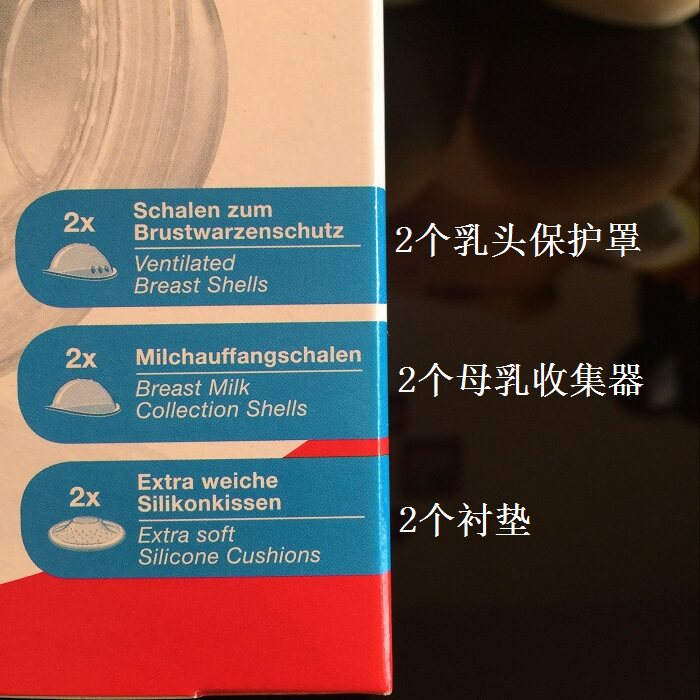 2x
Schalen zum
Brustwarzenschutz
Ventilated
Breast Shells
2个乳头保护罩
2x
Milchauffangschalen
Breast Milk
Collection Shells
2个母乳收集器
2x
Extra weiche
Silikonkissen
Extra soft
Silicone Cushions
2个衬垫